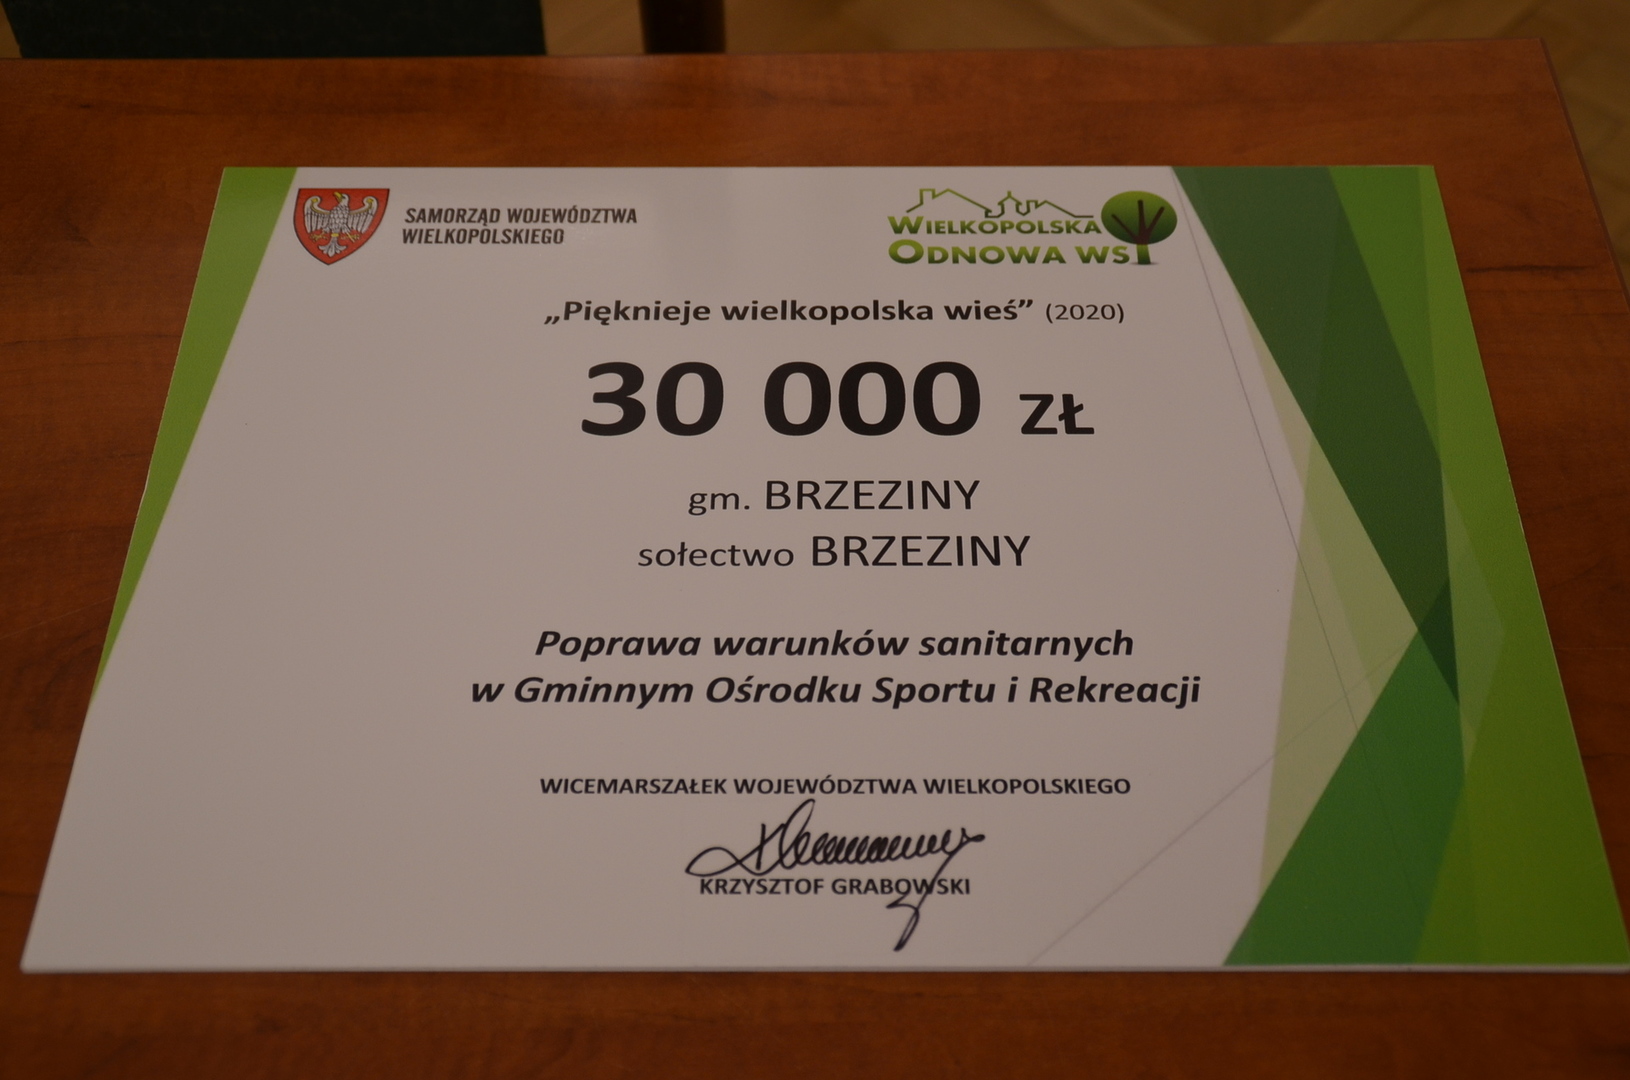 SAMORZĄD WOJEWÓDZTWA
WIELKOPOLSKIEGO
WIELKOPOLSKA
ODNOWA WSI
„Pięknieje wielkopolska wieś” (2020)
30 000 ZŁ
gm. BRZEZINY
sołectwo BRZEZINY
Poprawa warunków sanitarnych
w Gminnym Ośrodku Sportu i Rekreacji
WICEMARSZAŁEK WOJEWÓDZTWA WIELKOPOLSKIEGO
KRZYSZTOF GRABOWSKI